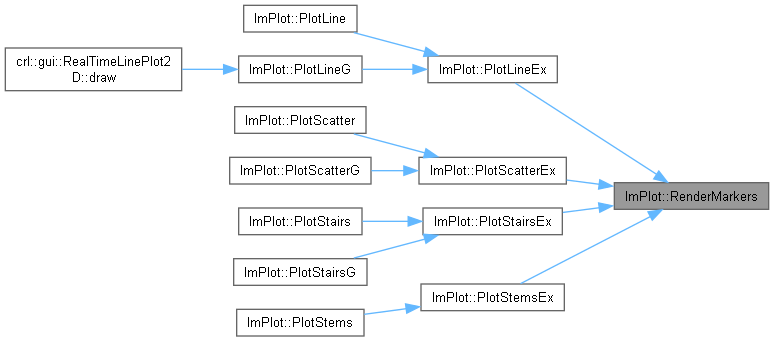 ImPlot::PlotLine
crl::gui::RealTimeLinePlot2
D::draw
ImPlot::PlotLineG
ImPlot::PlotLineEx
ImPlot::PlotScatter
ImPlot::PlotScatterG
ImPlot::PlotScatterEx
ImPlot::RenderMarkers
ImPlot::PlotStairs
ImPlot::PlotStairsEx
ImPlot::PlotStairsG
ImPlot::PlotStemsEx
ImPlot::PlotStems